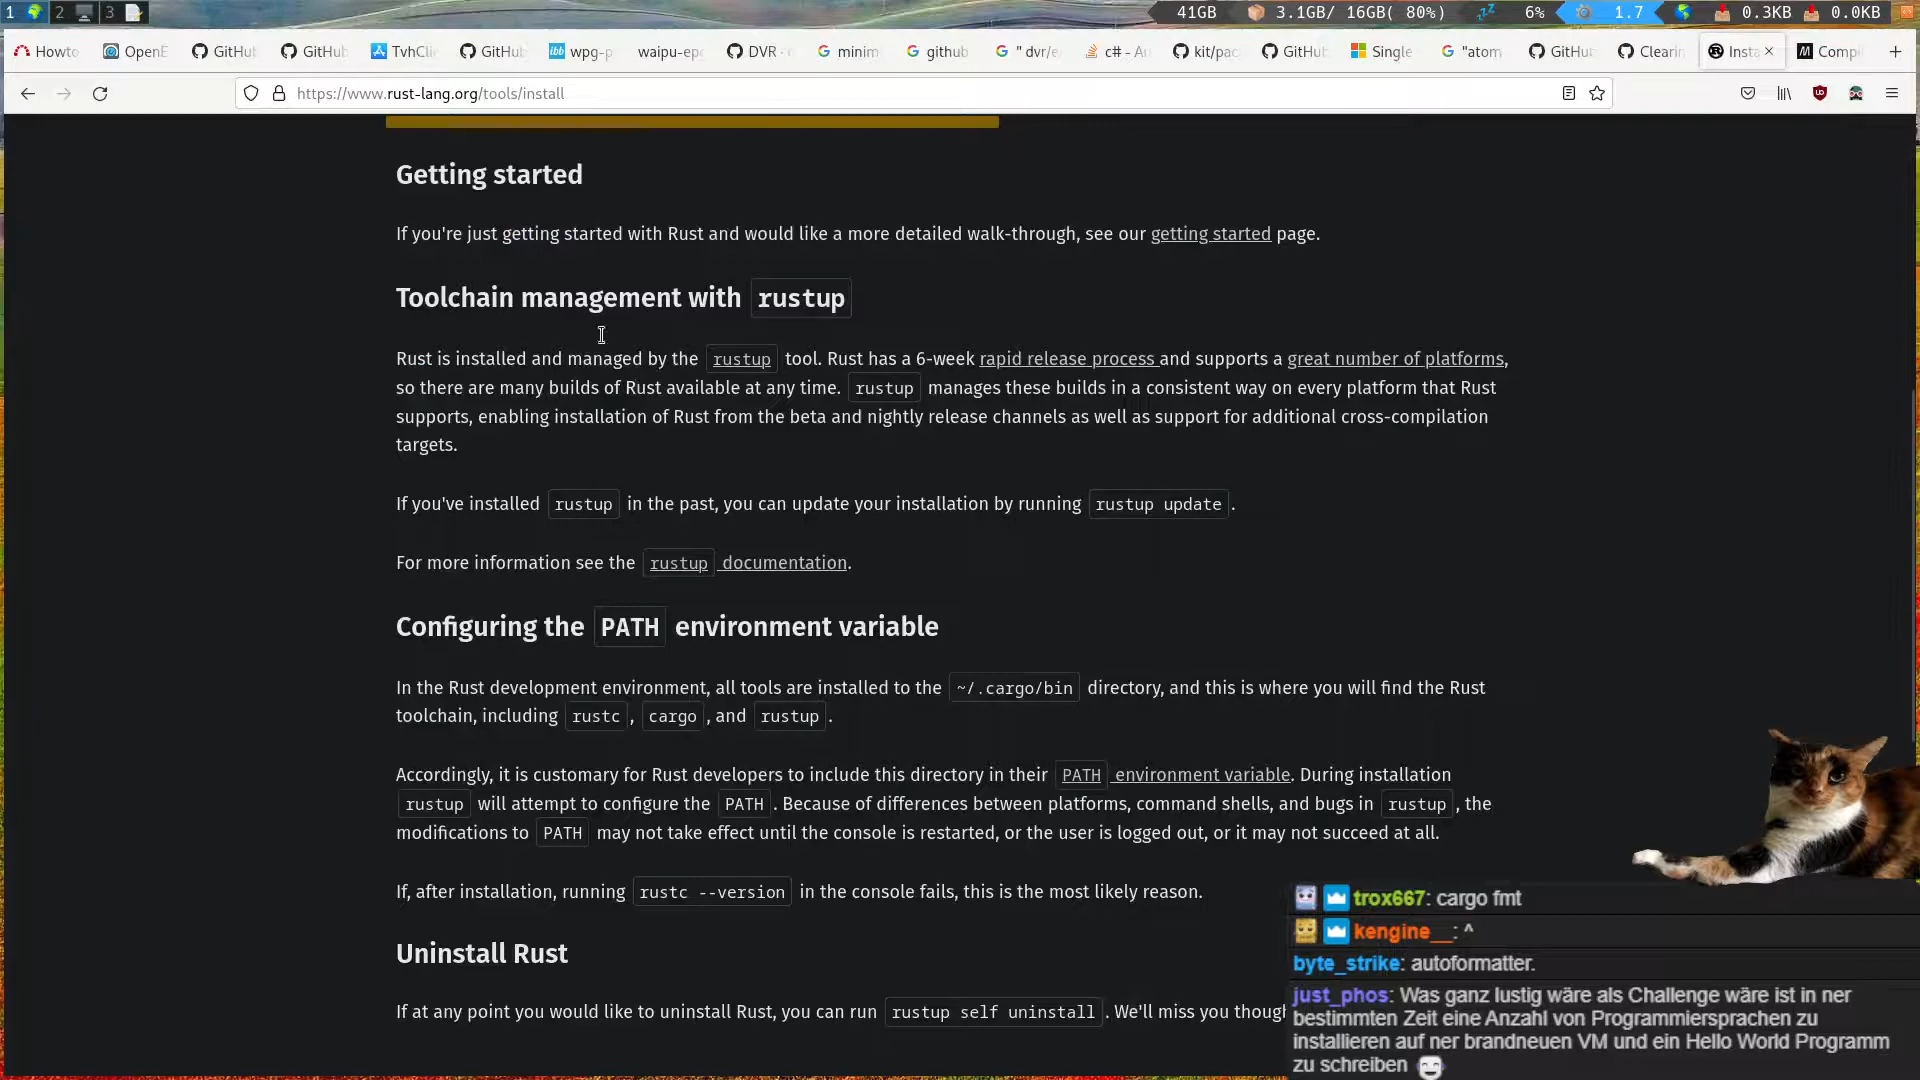 1 2 3 41GB 3.1GB/ 16GB( 80%) 6% 1.7 0.3KB 0.0KB
Howto OpenE GitHu GitHub TvhClie GitHub wpg-p waipu-epg DVR · minim github " dvr/e c# - Au kit/pac GitHub Single "atom GitHu Clearin Insta Compi
https://www.rust-lang.org/tools/install
Getting started
If you're just getting started with Rust and would like a more detailed walk-through, see our getting started page.
Toolchain management with rustup
Rust is installed and managed by the rustup tool. Rust has a 6-week rapid release process and supports a great number of platforms,
so there are many builds of Rust available at any time. rustup manages these builds in a consistent way on every platform that Rust
supports, enabling installation of Rust from the beta and nightly release channels as well as support for additional cross-compilation
targets.
If you've installed rustup in the past, you can update your installation by running rustup update.
For more information see the rustup documentation.
Configuring the PATH environment variable
In the Rust development environment, all tools are installed to the ~/.cargo/bin directory, and this is where you will find the Rust
toolchain, including rustc, cargo, and rustup.
Accordingly, it is customary for Rust developers to include this directory in their PATH environment variable. During installation
rustup will attempt to configure the PATH. Because of differences between platforms, command shells, and bugs in rustup, the
modifications to PATH may not take effect until the console is restarted, or the user is logged out, or it may not succeed at all.
If, after installation, running rustc --version in the console fails, this is the most likely reason.
Uninstall Rust
If at any point you would like to uninstall Rust, you can run rustup self uninstall. We'll miss you though
trox667: cargo fmt
kengine__: ^
byte_strike: autoformatter.
just_phos: Was ganz lustig wäre als Challenge wäre ist in ner
bestimmten Zeit eine Anzahl von Programmiersprachen zu
installieren auf ner brandneuen VM und ein Hello World Programm
zu schreiben